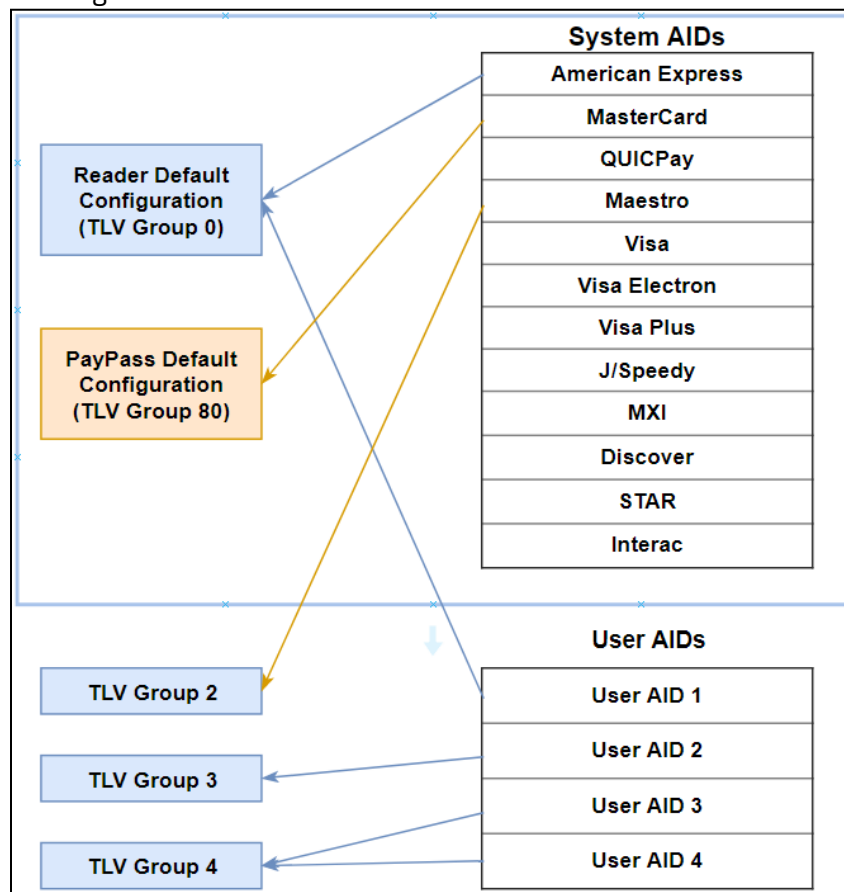 System AIDs
American Express
MasterCard
QUICPay
Maestro
Visa
Visa Electron
Visa Plus
J/Speedy
MXI
Discover
STAR
Interac
Reader Default
Configuration
(TLV Group 0)
PayPass Default
Configuration
(TLV Group 80)
User AIDs
User AID 1
User AID 2
User AID 3
User AID 4
TLV Group 2
TLV Group 3
TLV Group 4